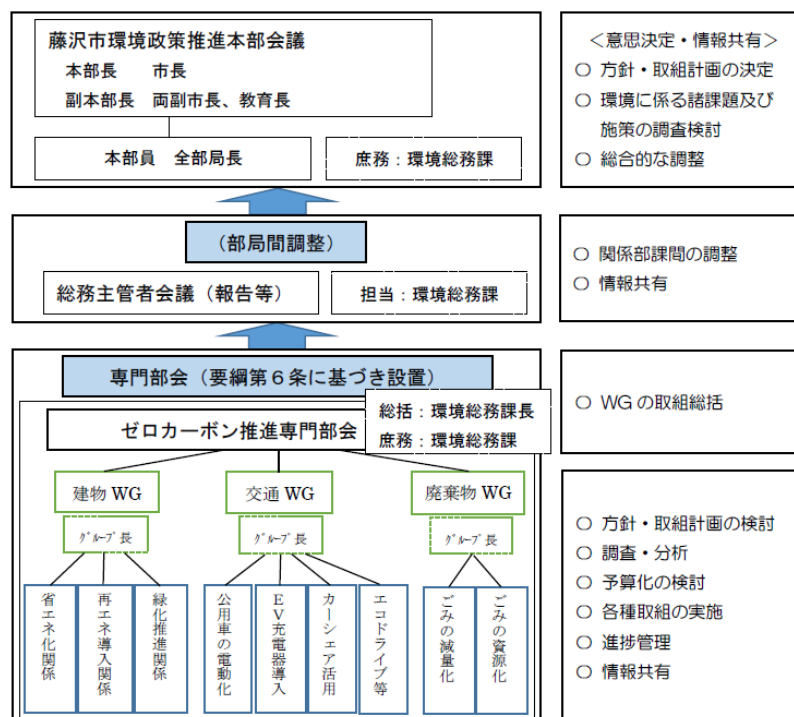 藤沢市環境政策推進本部会議
本部長 市長
副本部長 両副市長、教育長
本部員 全部局長
庶務：環境総務課
＜意思決定・情報共有＞
○ 方針・取組計画の決定
○ 環境に係る諸課題及び
施策の調査検討
○ 総合的な調整
（部局間調整）
総務主管者会議（報告等）
担当：環境総務課
○ 関係部課間の調整
○ 情報共有
専門部会（要綱第６条に基づき設置）
総括：環境総務課長
庶務：環境総務課
ゼロカーボン推進専門部会
○ WG の取組総括
建物 WG
交通 WG
廃棄物 WG
ｸﾞﾙｰﾌﾟ長
ｸﾞﾙｰﾌﾟ長
ｸﾞﾙｰﾌﾟ長
省エネ化関係
再エネ導入関係
緑化推進関係
公用車の電動化
ＥＶ充電器導入
カーシェア活用
エコドライブ等
ごみの減量化
ごみの資源化
○ 方針・取組計画の検討
○ 調査・分析
○ 予算化の検討
○ 各種取組の実施
○ 進捗管理
○ 情報共有